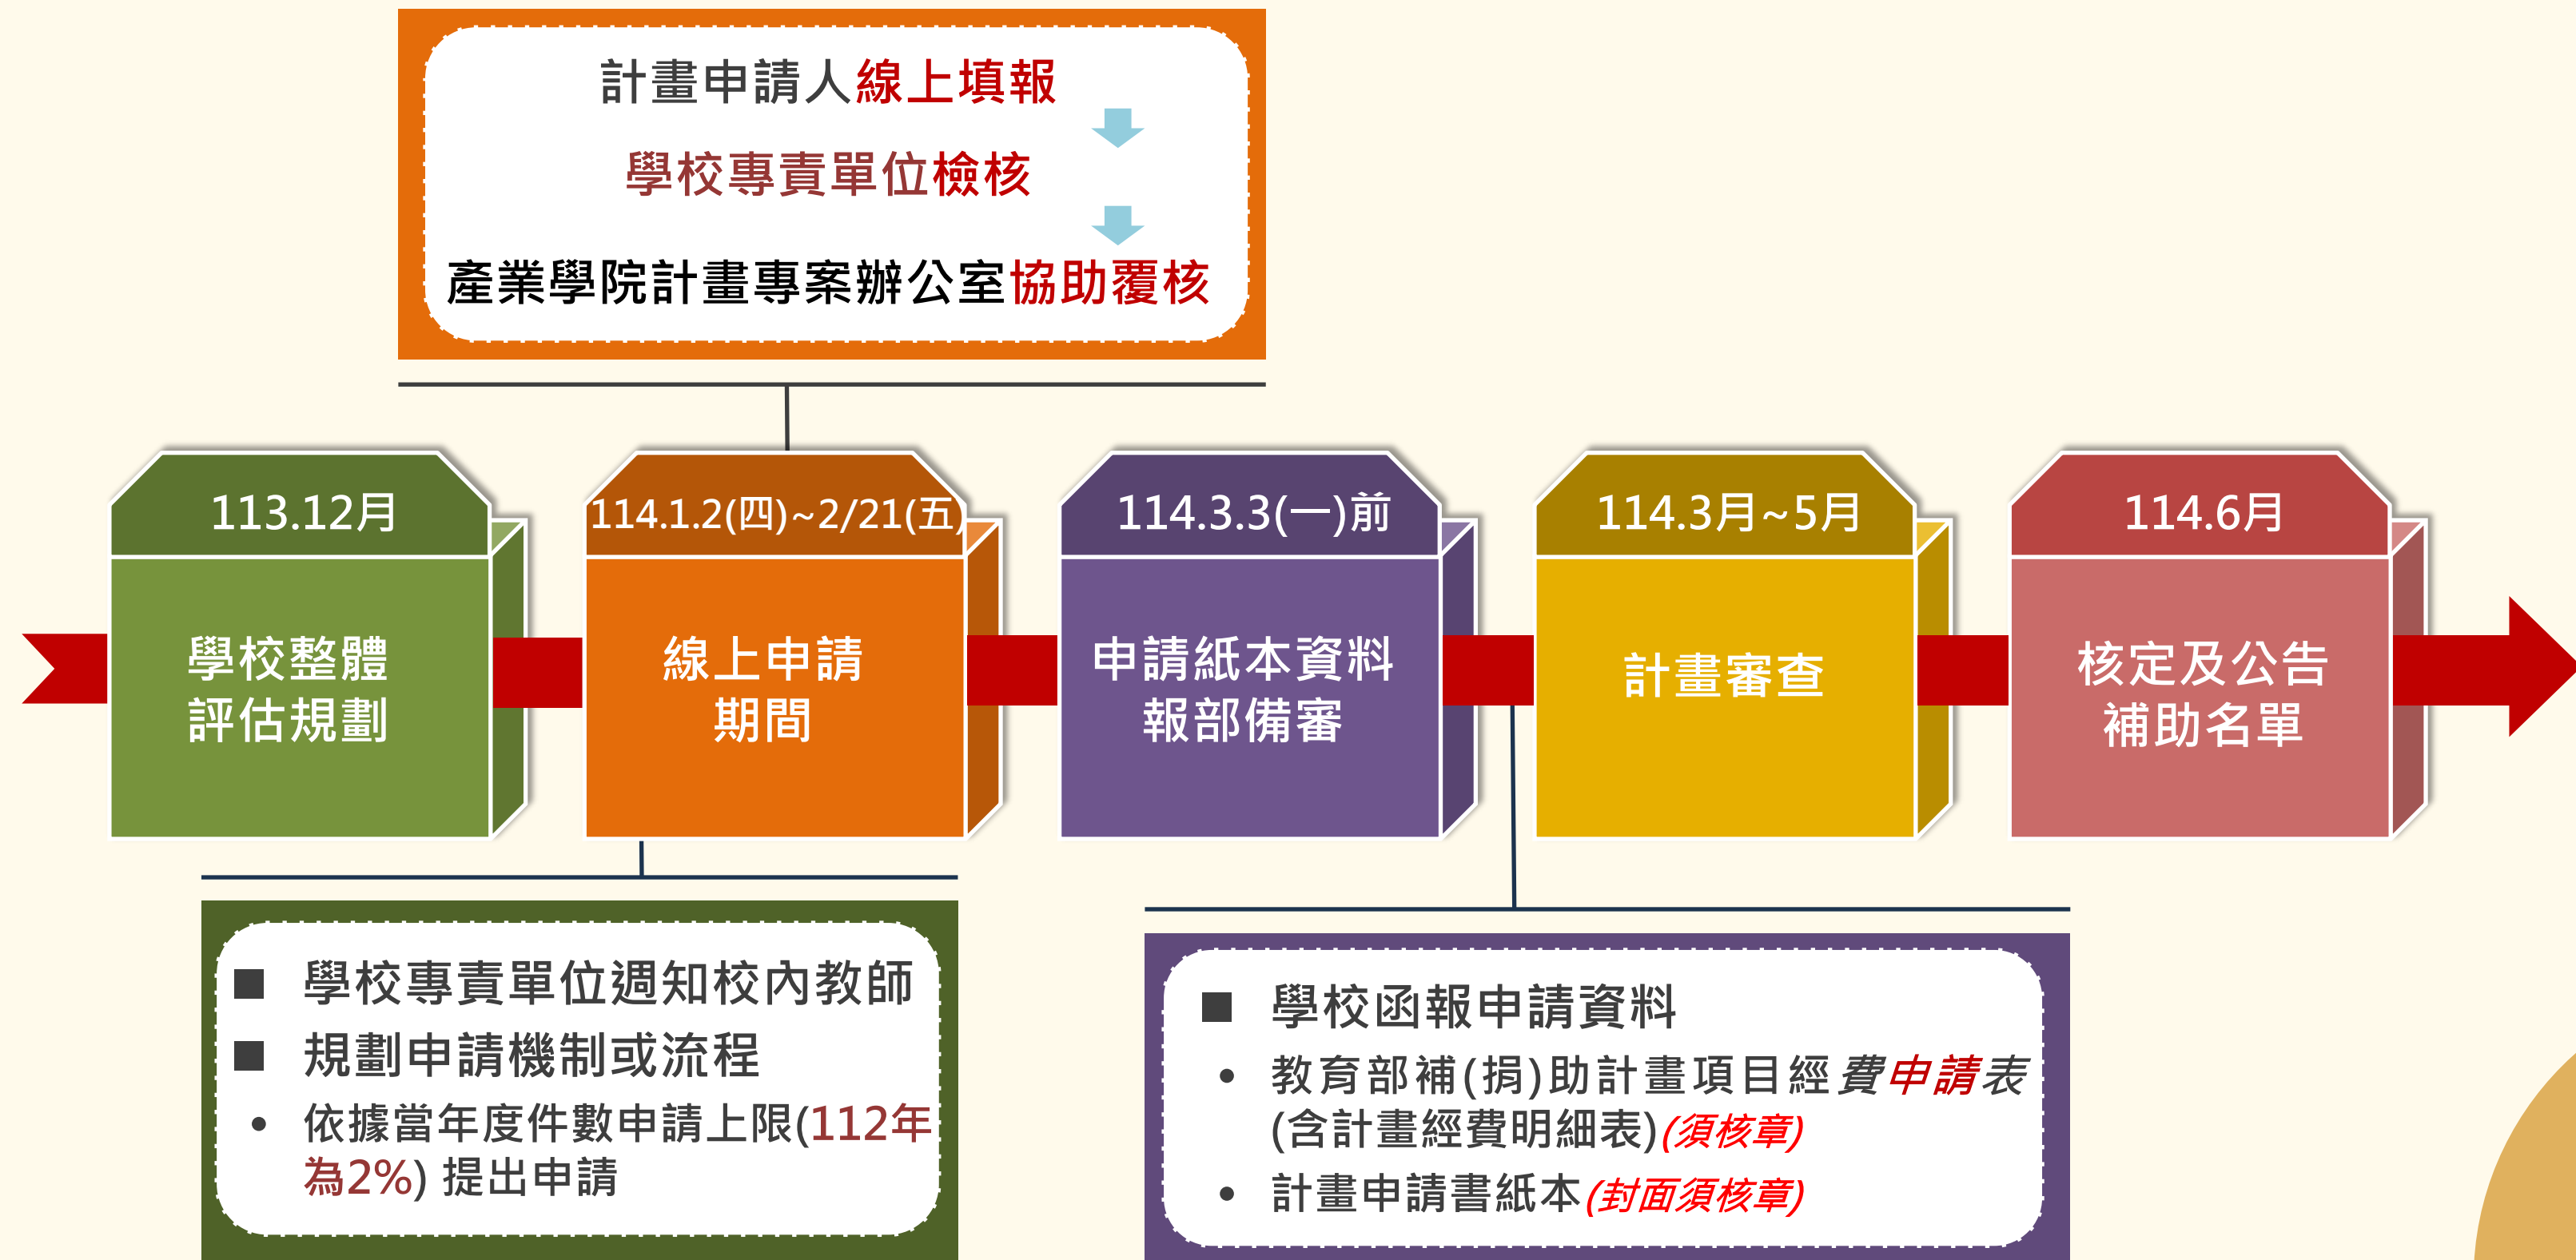 計畫申請人線上填報
學校專責單位檢核
產業學院計畫專案辦公室協助覆核
113.12月
學校整體
評估規劃
114.1.2(四)~2/21(五)
線上申請
期間
114.3.3(一)前
申請紙本資料
報部備審
114.3月~5月
計畫審查
114.6月
核定及公告
補助名單
■ 學校專責單位週知校內教師
■ 規劃申請機制或流程
• 依據當年度件數申請上限(112年
為2%) 提出申請
■ 學校函報申請資料
• 教育部補(捐)助計畫項目經費申請表
(含計畫經費明細表)(須核章)
• 計畫申請書紙本(封面須核章)